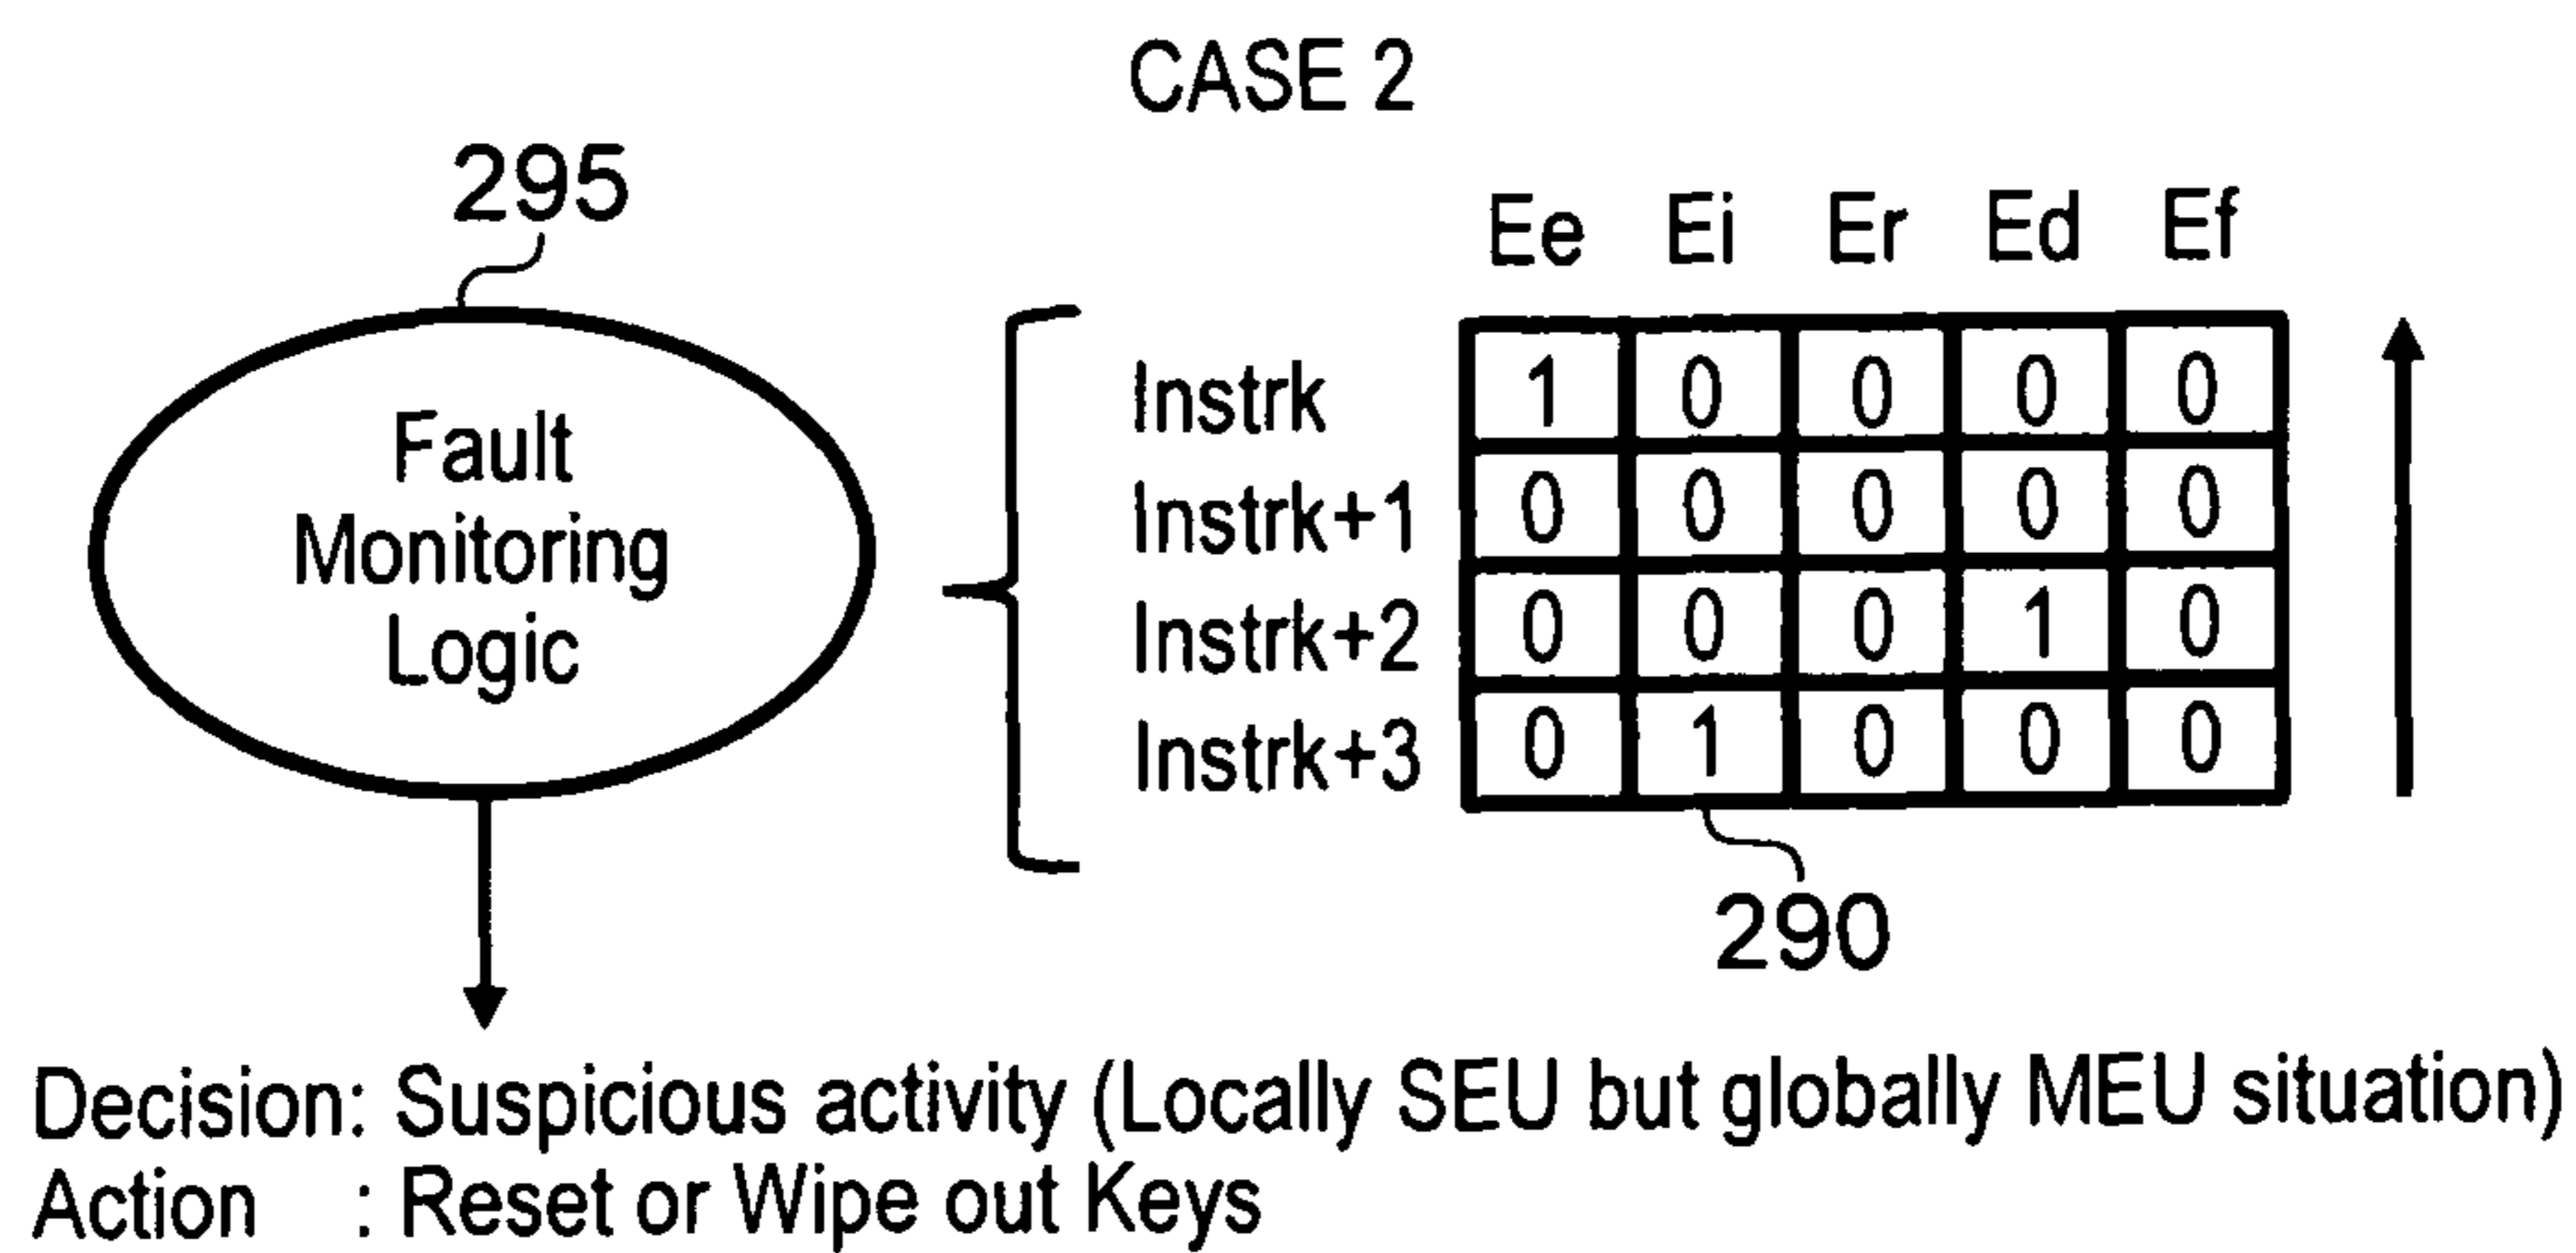 CASE 2
295
Ee Ei Er Ed Ef
Fault
Monitoring
Logic
Instrk 1 0 0 0 0
Instrk+1 0 0 0 0 0
Instrk+2 0 0 0 1 0
Instrk+3 0 1 0 0 0
290
Decision: Suspicious activity (Locally SEU but globally MEU situation)
Action : Reset or Wipe out Keys